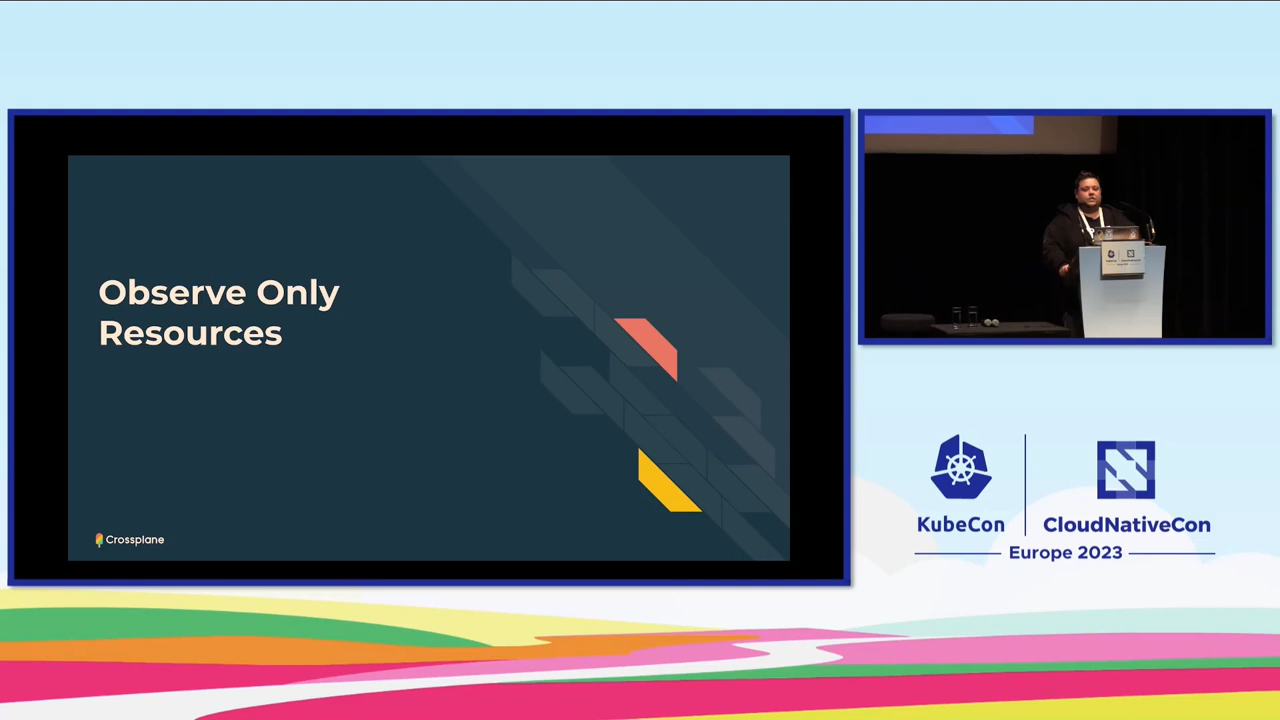 Observe Only
Resources
Crossplane
KubeCon
CloudNativeCon
Europe 2023